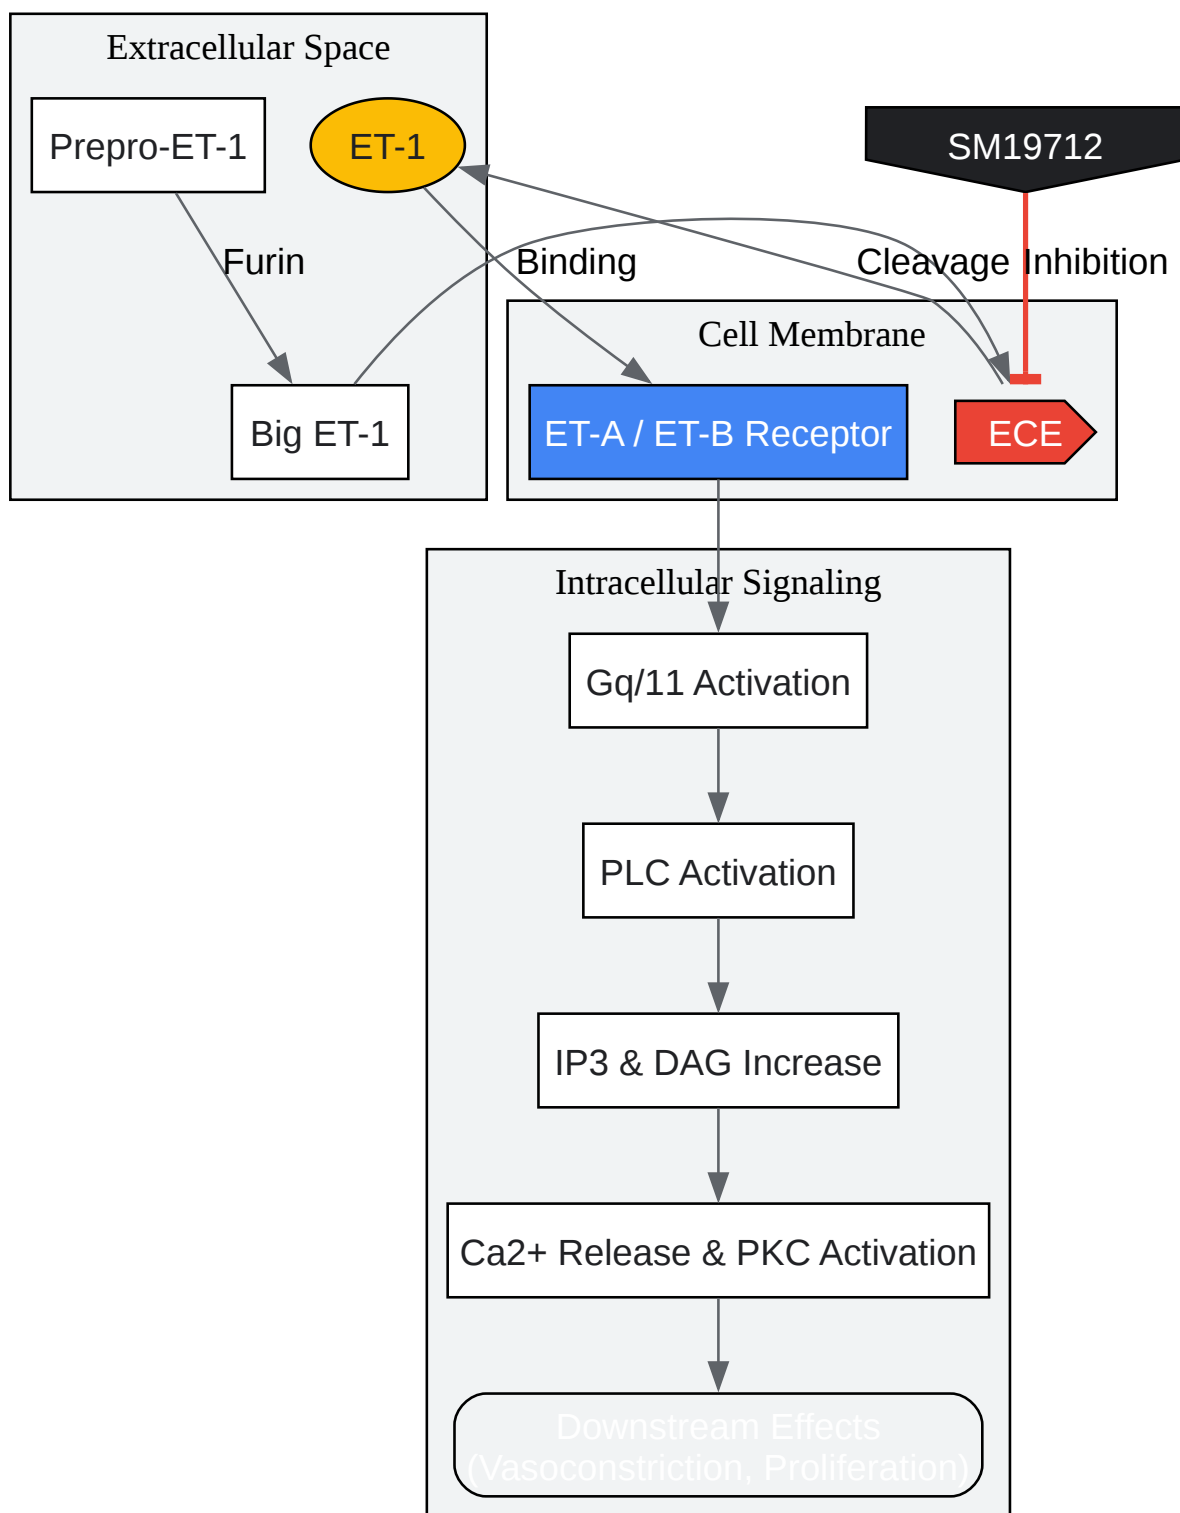 Extracellular Space
Prepro-ET-1
ET-1
SM19712
Furin
Binding
Cleavage
Inhibition
Cell Membrane
Big ET-1
ET-A / ET-B Receptor
ECE
Intracellular Signaling
Gq/11 Activation
PLC Activation
IP3 & DAG Increase
Ca2+ Release & PKC Activation
Downstream Effects
(Vasoconstriction, Proliferation)